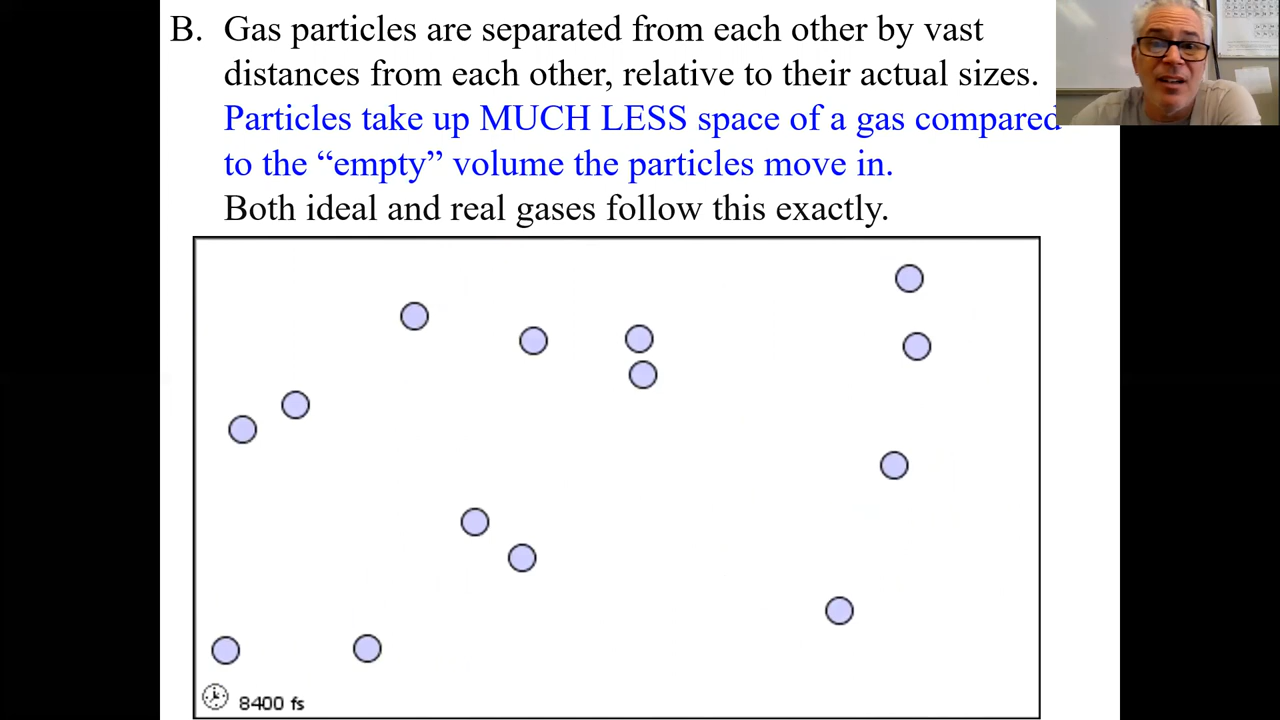 B. Gas particles are separated from each other by vast
distances from each other, relative to their actual sizes.
Particles take up MUCH LESS space of a gas compared
to the “empty” volume the particles move in.
Both ideal and real gases follow this exactly.
8400 fs